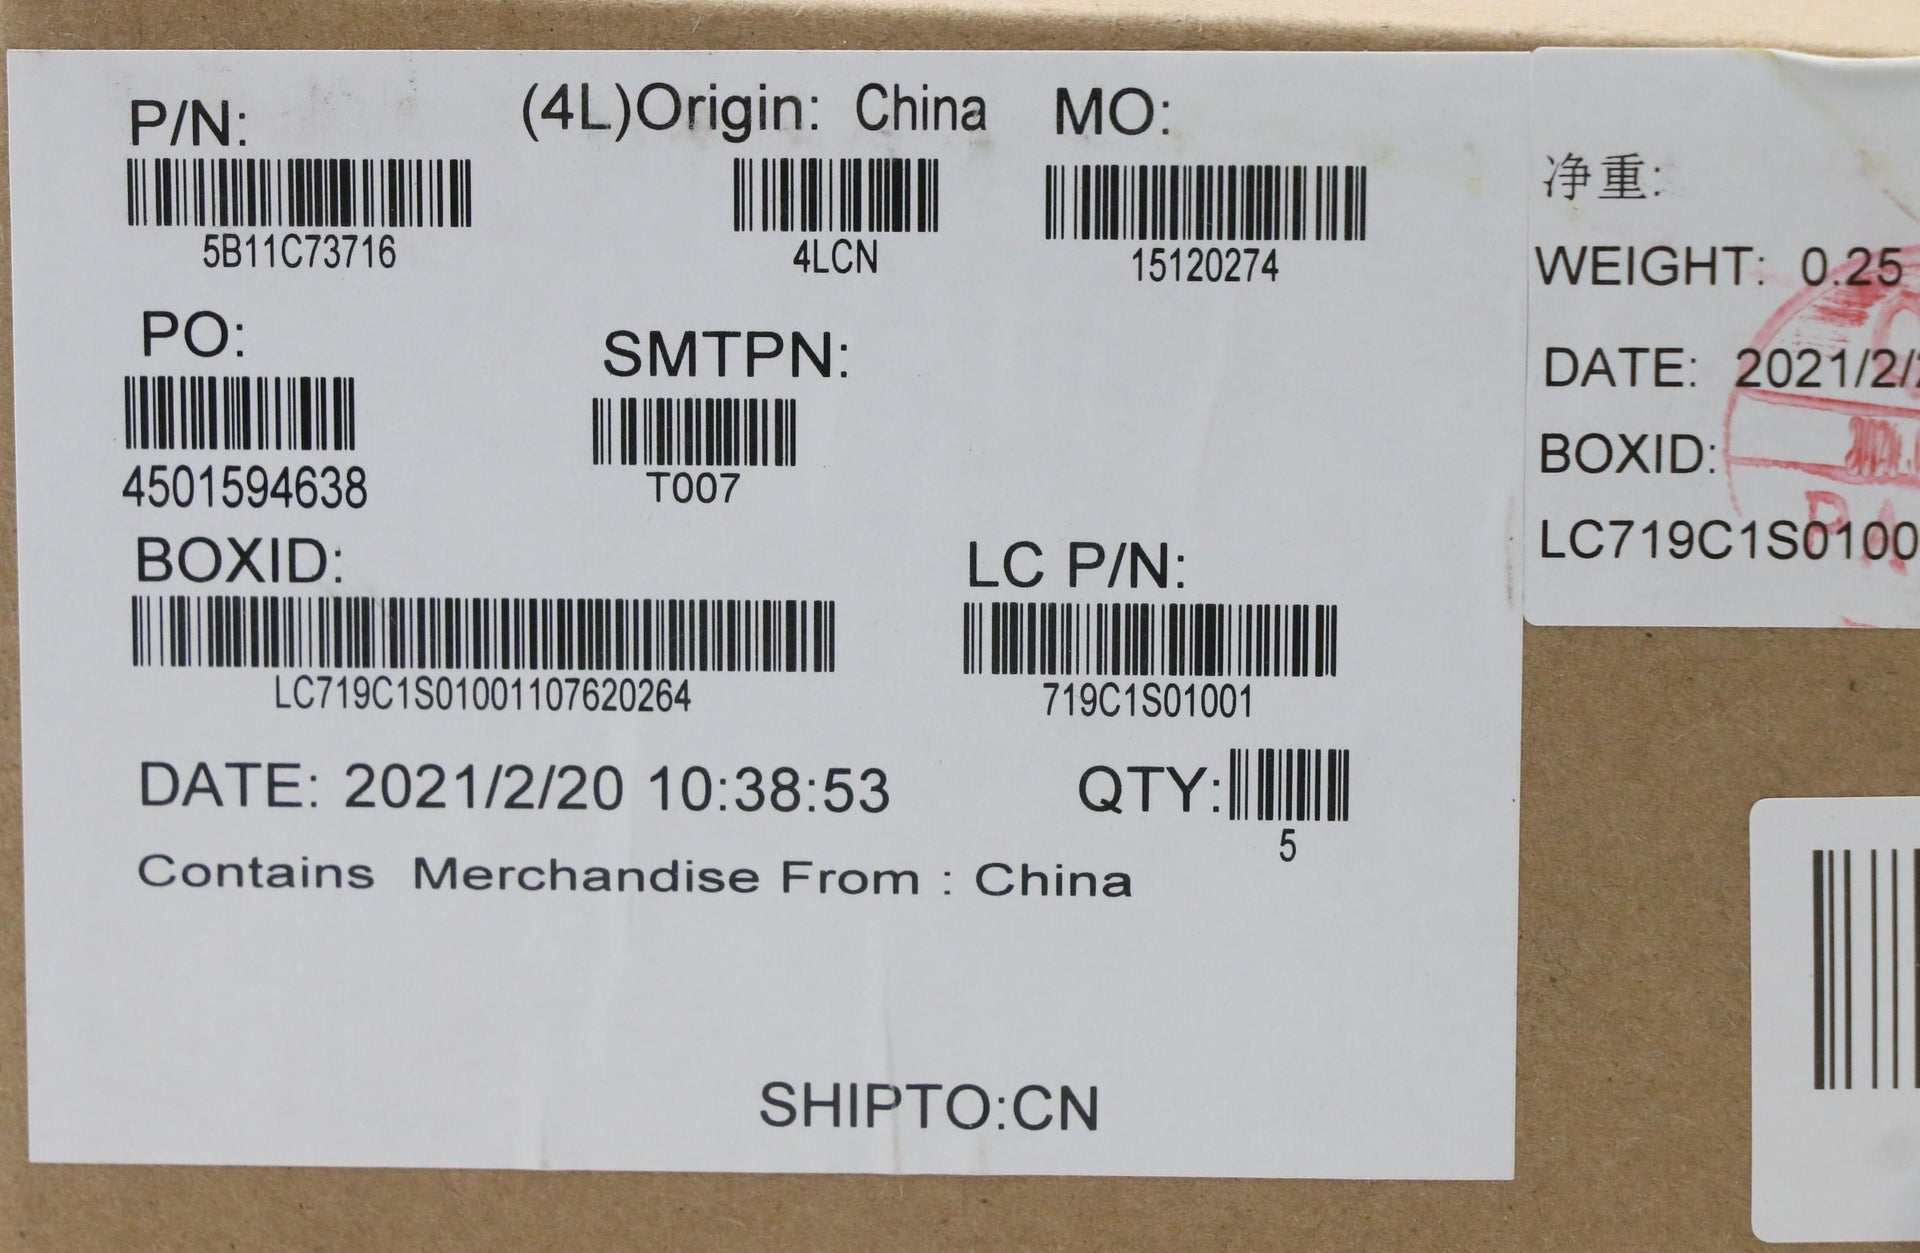 P/N:
(4L)Origin: China
MO:
5B11C73716
4LCN
15120274
PO:
SMTPN:
4501594638
T007
BOXID:
LC P/N:
LC719C1S01001107620264
719C1S01001
DATE: 2021/2/20 10:38:53
QTY:
5
Contains Merchandise From : China
SHIPTO:CN
净重:
WEIGHT: 0.25
DATE: 2021/2/
BOXID:
LC719C1S0100